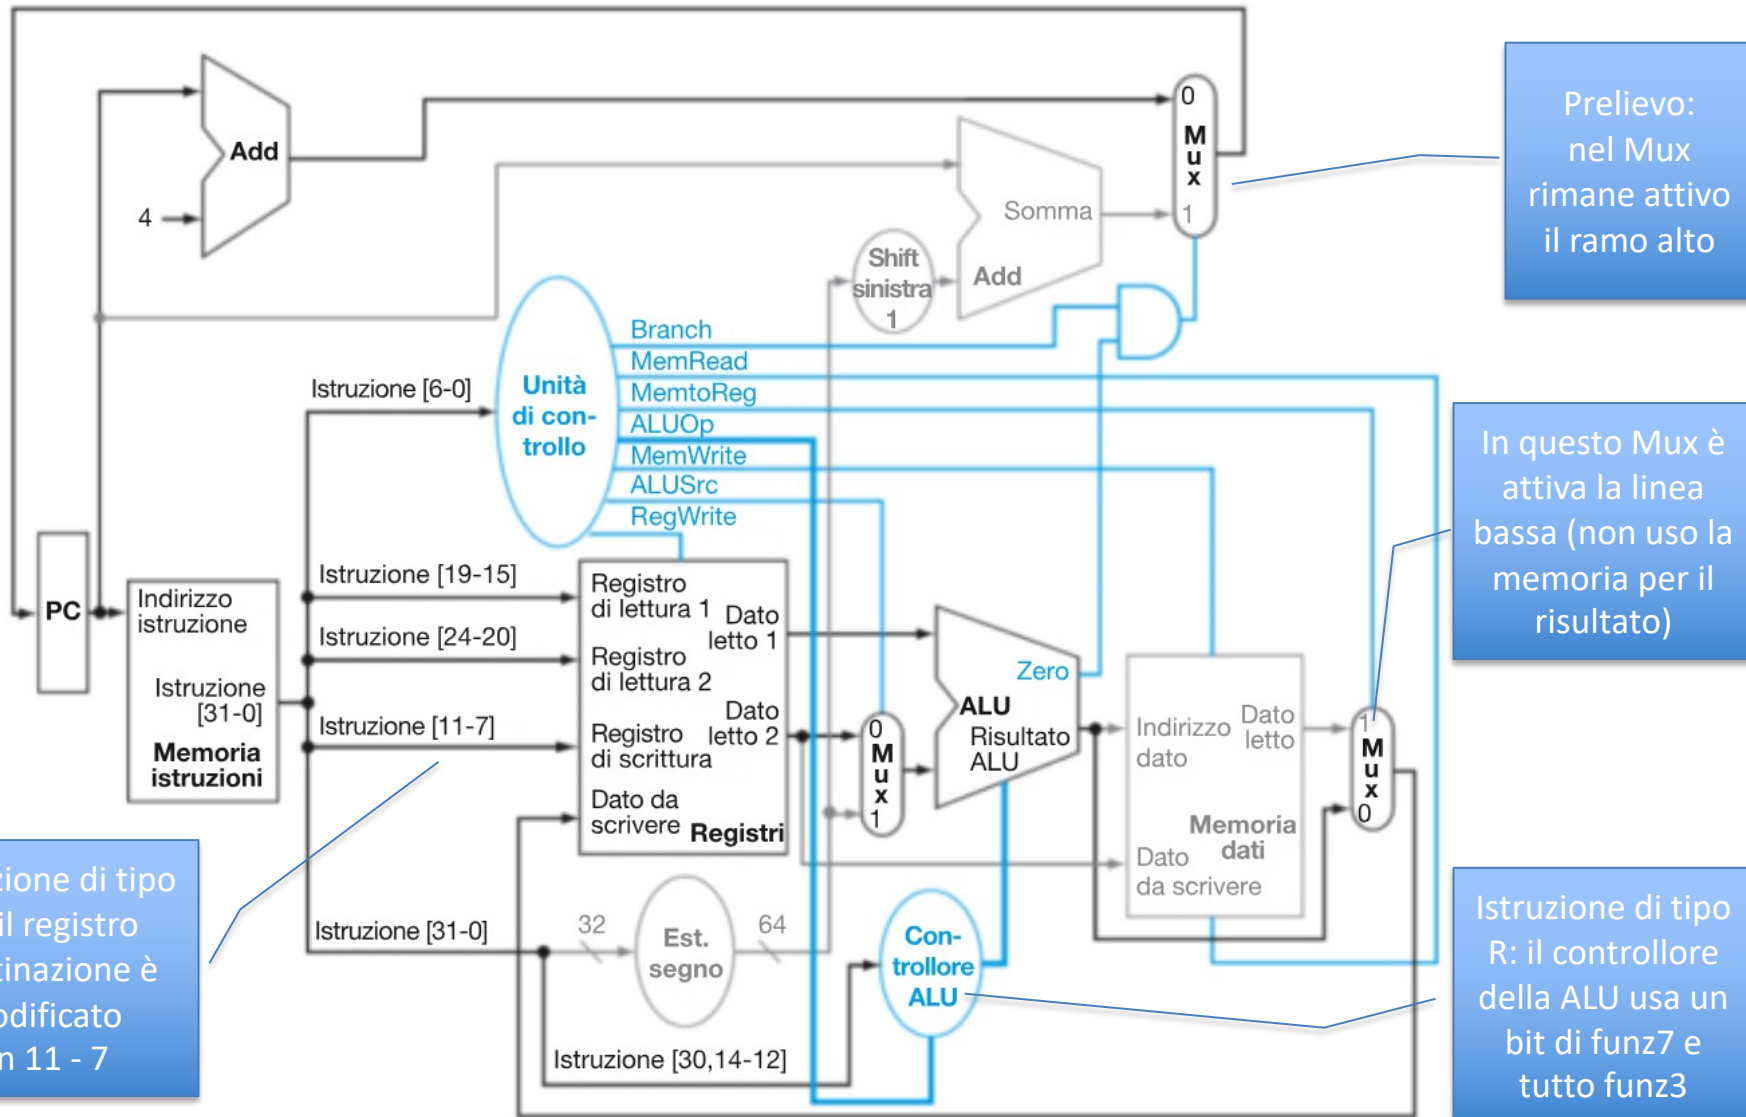 Add
4
0
Mux
1
Somma
Add
Shift
sinistra
1
Prelievo:
nel Mux
rimane attivo
il ramo alto
Istruzione [6-0]
Unità
di con-
trollo
Branch
MemRead
MemtoReg
ALUOp
MemWrite
ALUSrc
RegWrite
In questo Mux è
attiva la linea
bassa (non uso la
memoria per il
risultato)
PC
Indirizzo
istruzione
Istruzione
[31-0]
Memoria
istruzioni
Istruzione [19-15]
Istruzione [24-20]
Istruzione [11-7]
Registro
di lettura 1
Dato
letto 1
Registro
di lettura 2
Dato
letto 2
Registro
di scrittura
Dato da
scrivere
Registri
0
Mux
1
Zero
ALU
Risultato
ALU
Indirizzo
dato
Dato
letto
Memoria
dati
Dato
da scrivere
1
Mux
0
zione di tipo
il registro
tinazione è
odificato
n 11 - 7
Istruzione [31-0]
32
Est.
segno
64
Con-
trollore
ALU
Istruzione [30,14-12]
Istruzione di tipo
R: il controllore
della ALU usa un
bit di funz7 e
tutto funz3